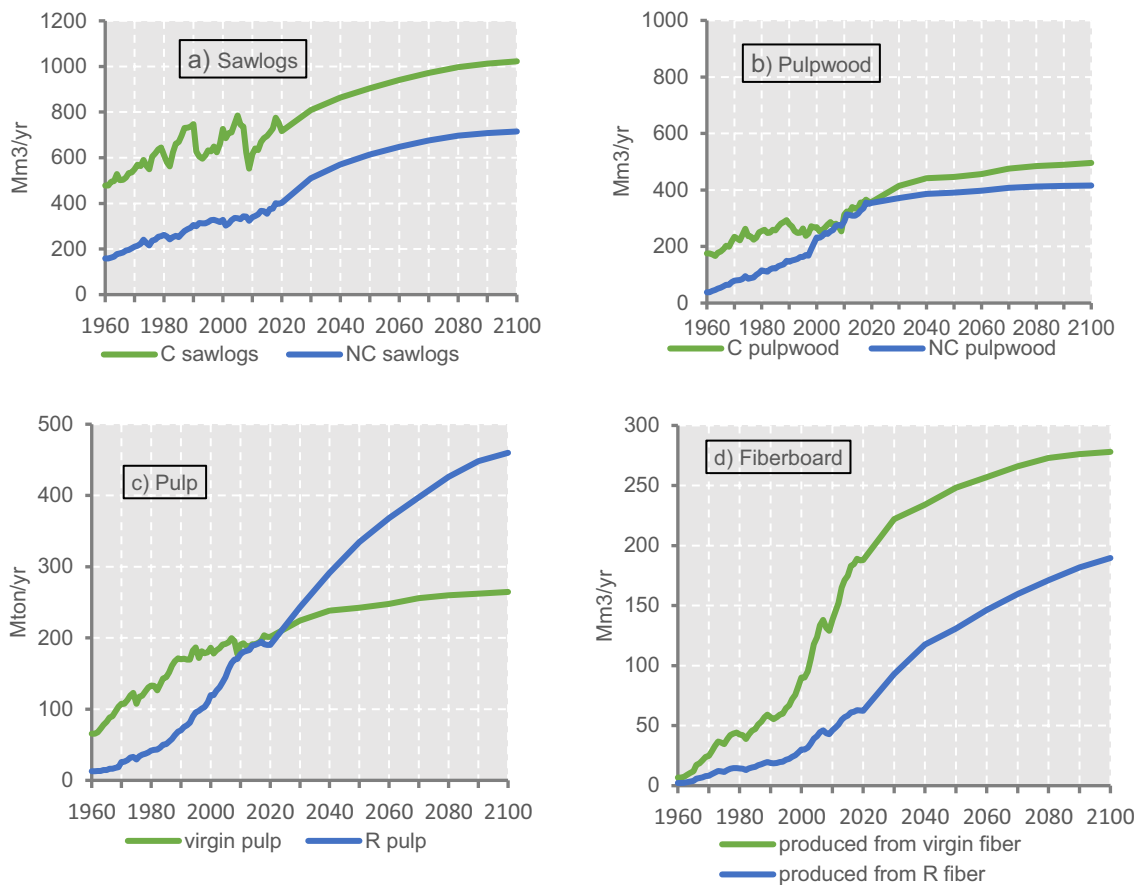 a) Sawlogs
Mm3/yr
1200
1000
800
600
400
200
0
1960 1980 2000 2020 2040 2060 2080 2100
C sawlogs NC sawlogs
b) Pulpwood
Mm3/yr
1000
800
600
400
200
0
1960 1980 2000 2020 2040 2060 2080 2100
C pulpwood NC pulpwood
c) Pulp
Mton/yr
500
400
300
200
100
0
1960 1980 2000 2020 2040 2060 2080 2100
virgin pulp R pulp
d) Fiberboard
Mm3/yr
300
250
200
150
100
50
0
1960 1980 2000 2020 2040 2060 2080 2100
produced from virgin fiber
produced from R fiber